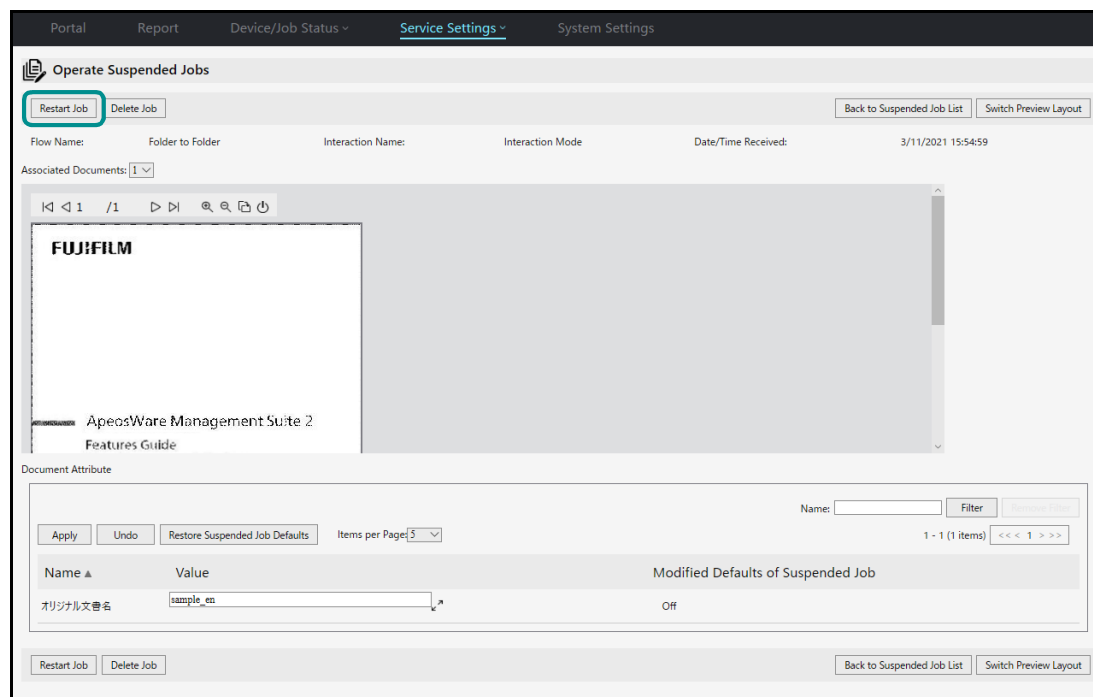 Portal Report Device/Job Status Service Settings System Settings
Operate Suspended Jobs
Restart Job Delete Job Back to Suspended Job List Switch Preview Layout
Flow Name: Folder to Folder Interaction Name: Interaction Mode Date/Time Received: 3/11/2021 15:54:59
Associated Documents: 1
1 /1
FUJIFILM
ApeosWare Management Suite 2
Features Guide
Document Attribute
Name: Filter Remove Filter
Apply Undo Restore Suspended Job Defaults Items per Page: 5 1 - 1 (1 items) << < 1 > >>
Name ▲ Value Modified Defaults of Suspended Job
オリジナル文書名 sample_en Off
Restart Job Delete Job Back to Suspended Job List Switch Preview Layout